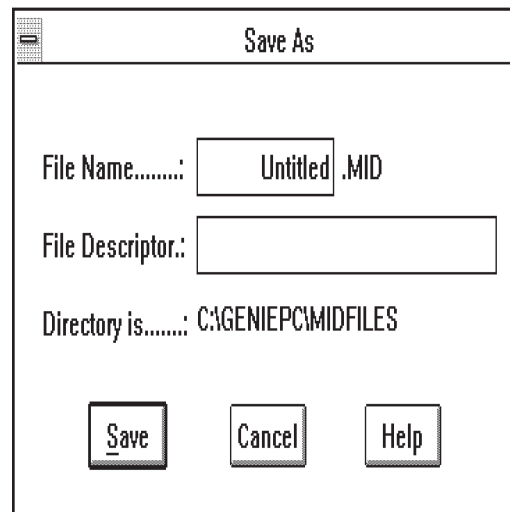 Save As
File Name........: Untitled .MID
File Descriptor.:
Directory is.......: C:\GENIEPC\MIDFILES
Save Cancel Help